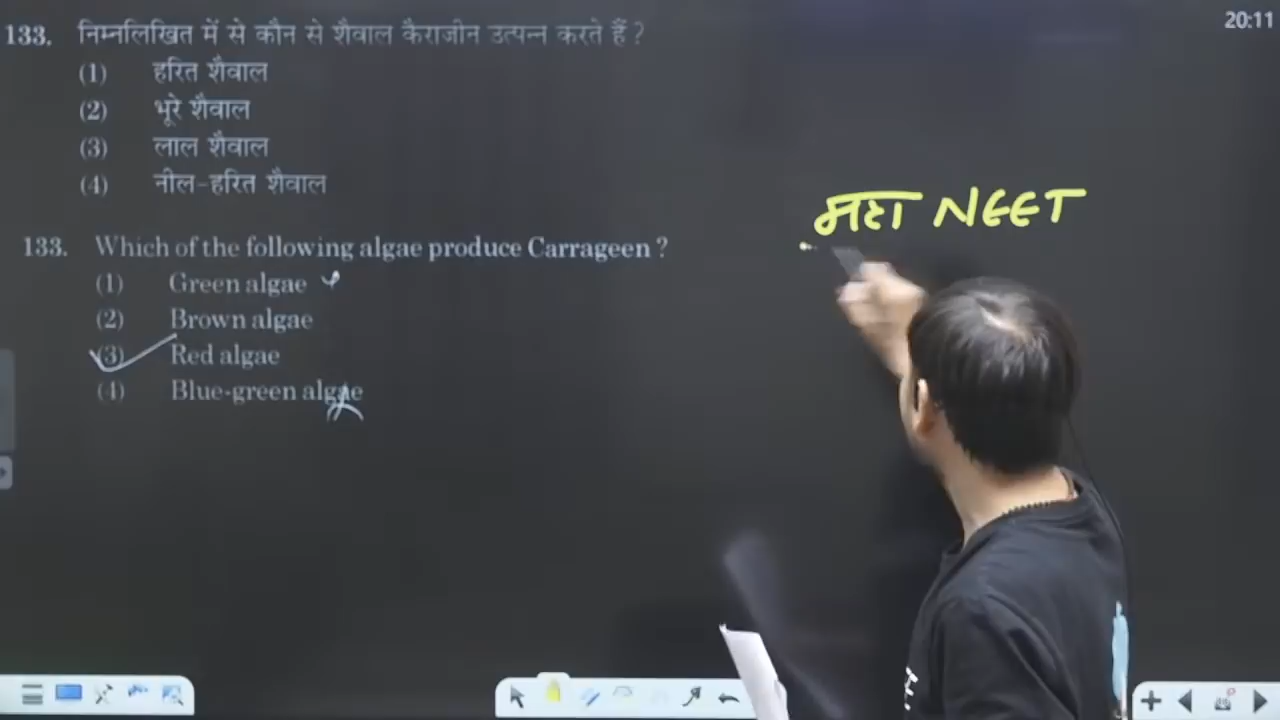 20:11
133. निम्नलिखित में से कौन से शैवाल कैराजीन उत्पन्न करते हैं ?
(1) हरित शैवाल
(2) भूरे शैवाल
(3) लाल शैवाल
(4) नील-हरित शैवाल
महा NEET
133. Which of the following algae produce Carrageen ?
(1) Green algae
(2) Brown algae
(3) Red algae
(4) Blue-green algae